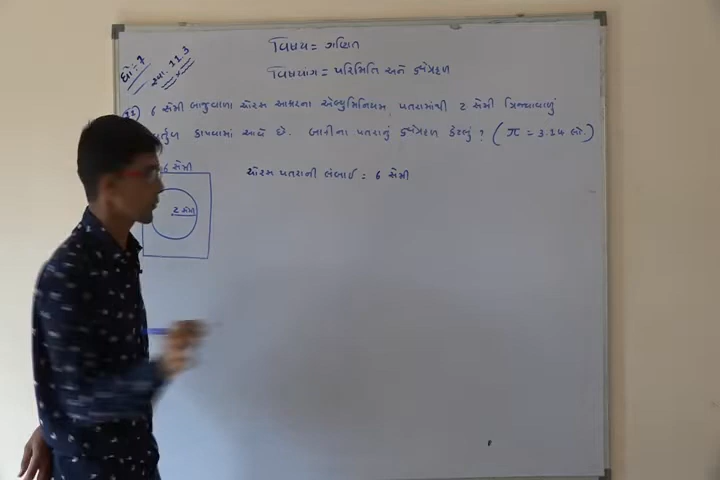 વિષય = ગણિત
ધો:- 7
સ્વા. 11.3
વિષયાંગ = પરિમિતિ અને ક્ષેત્રફળ
6 સેમી બાજુવાળા ચોરસ આકારના એલ્યુમિનિયમ પતરામાંથી 2 સેમી ત્રિજ્યાવાળું
વર્તુળ કાપવામાં આવે છે. બાકીના પતરાનું ક્ષેત્રફળ કેટલું ? ( π = 3.14 લો. )
6 સેમી
ચોરસ પતરાની લંબાઈ = 6 સેમી
2 સેમી